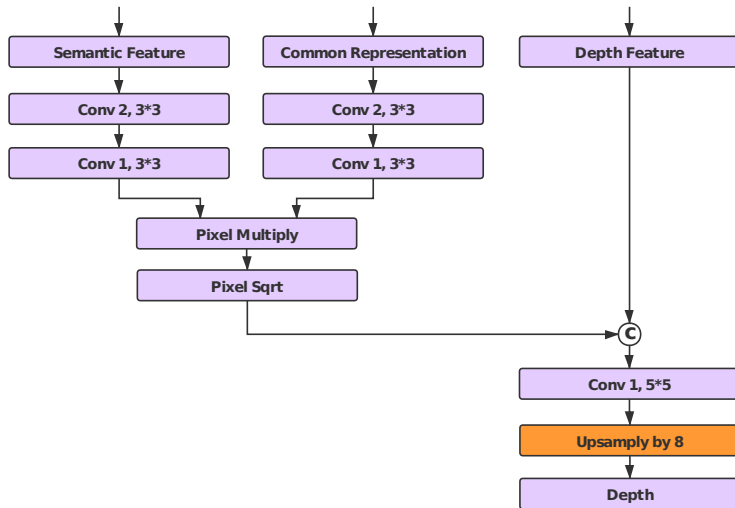 Semantic Feature
Common Representation
Depth Feature
Conv 2, 3*3
Conv 2, 3*3
Conv 1, 3*3
Conv 1, 3*3
Pixel Multiply
Pixel Sqrt
C
Conv 1, 5*5
Upsamply by 8
Depth